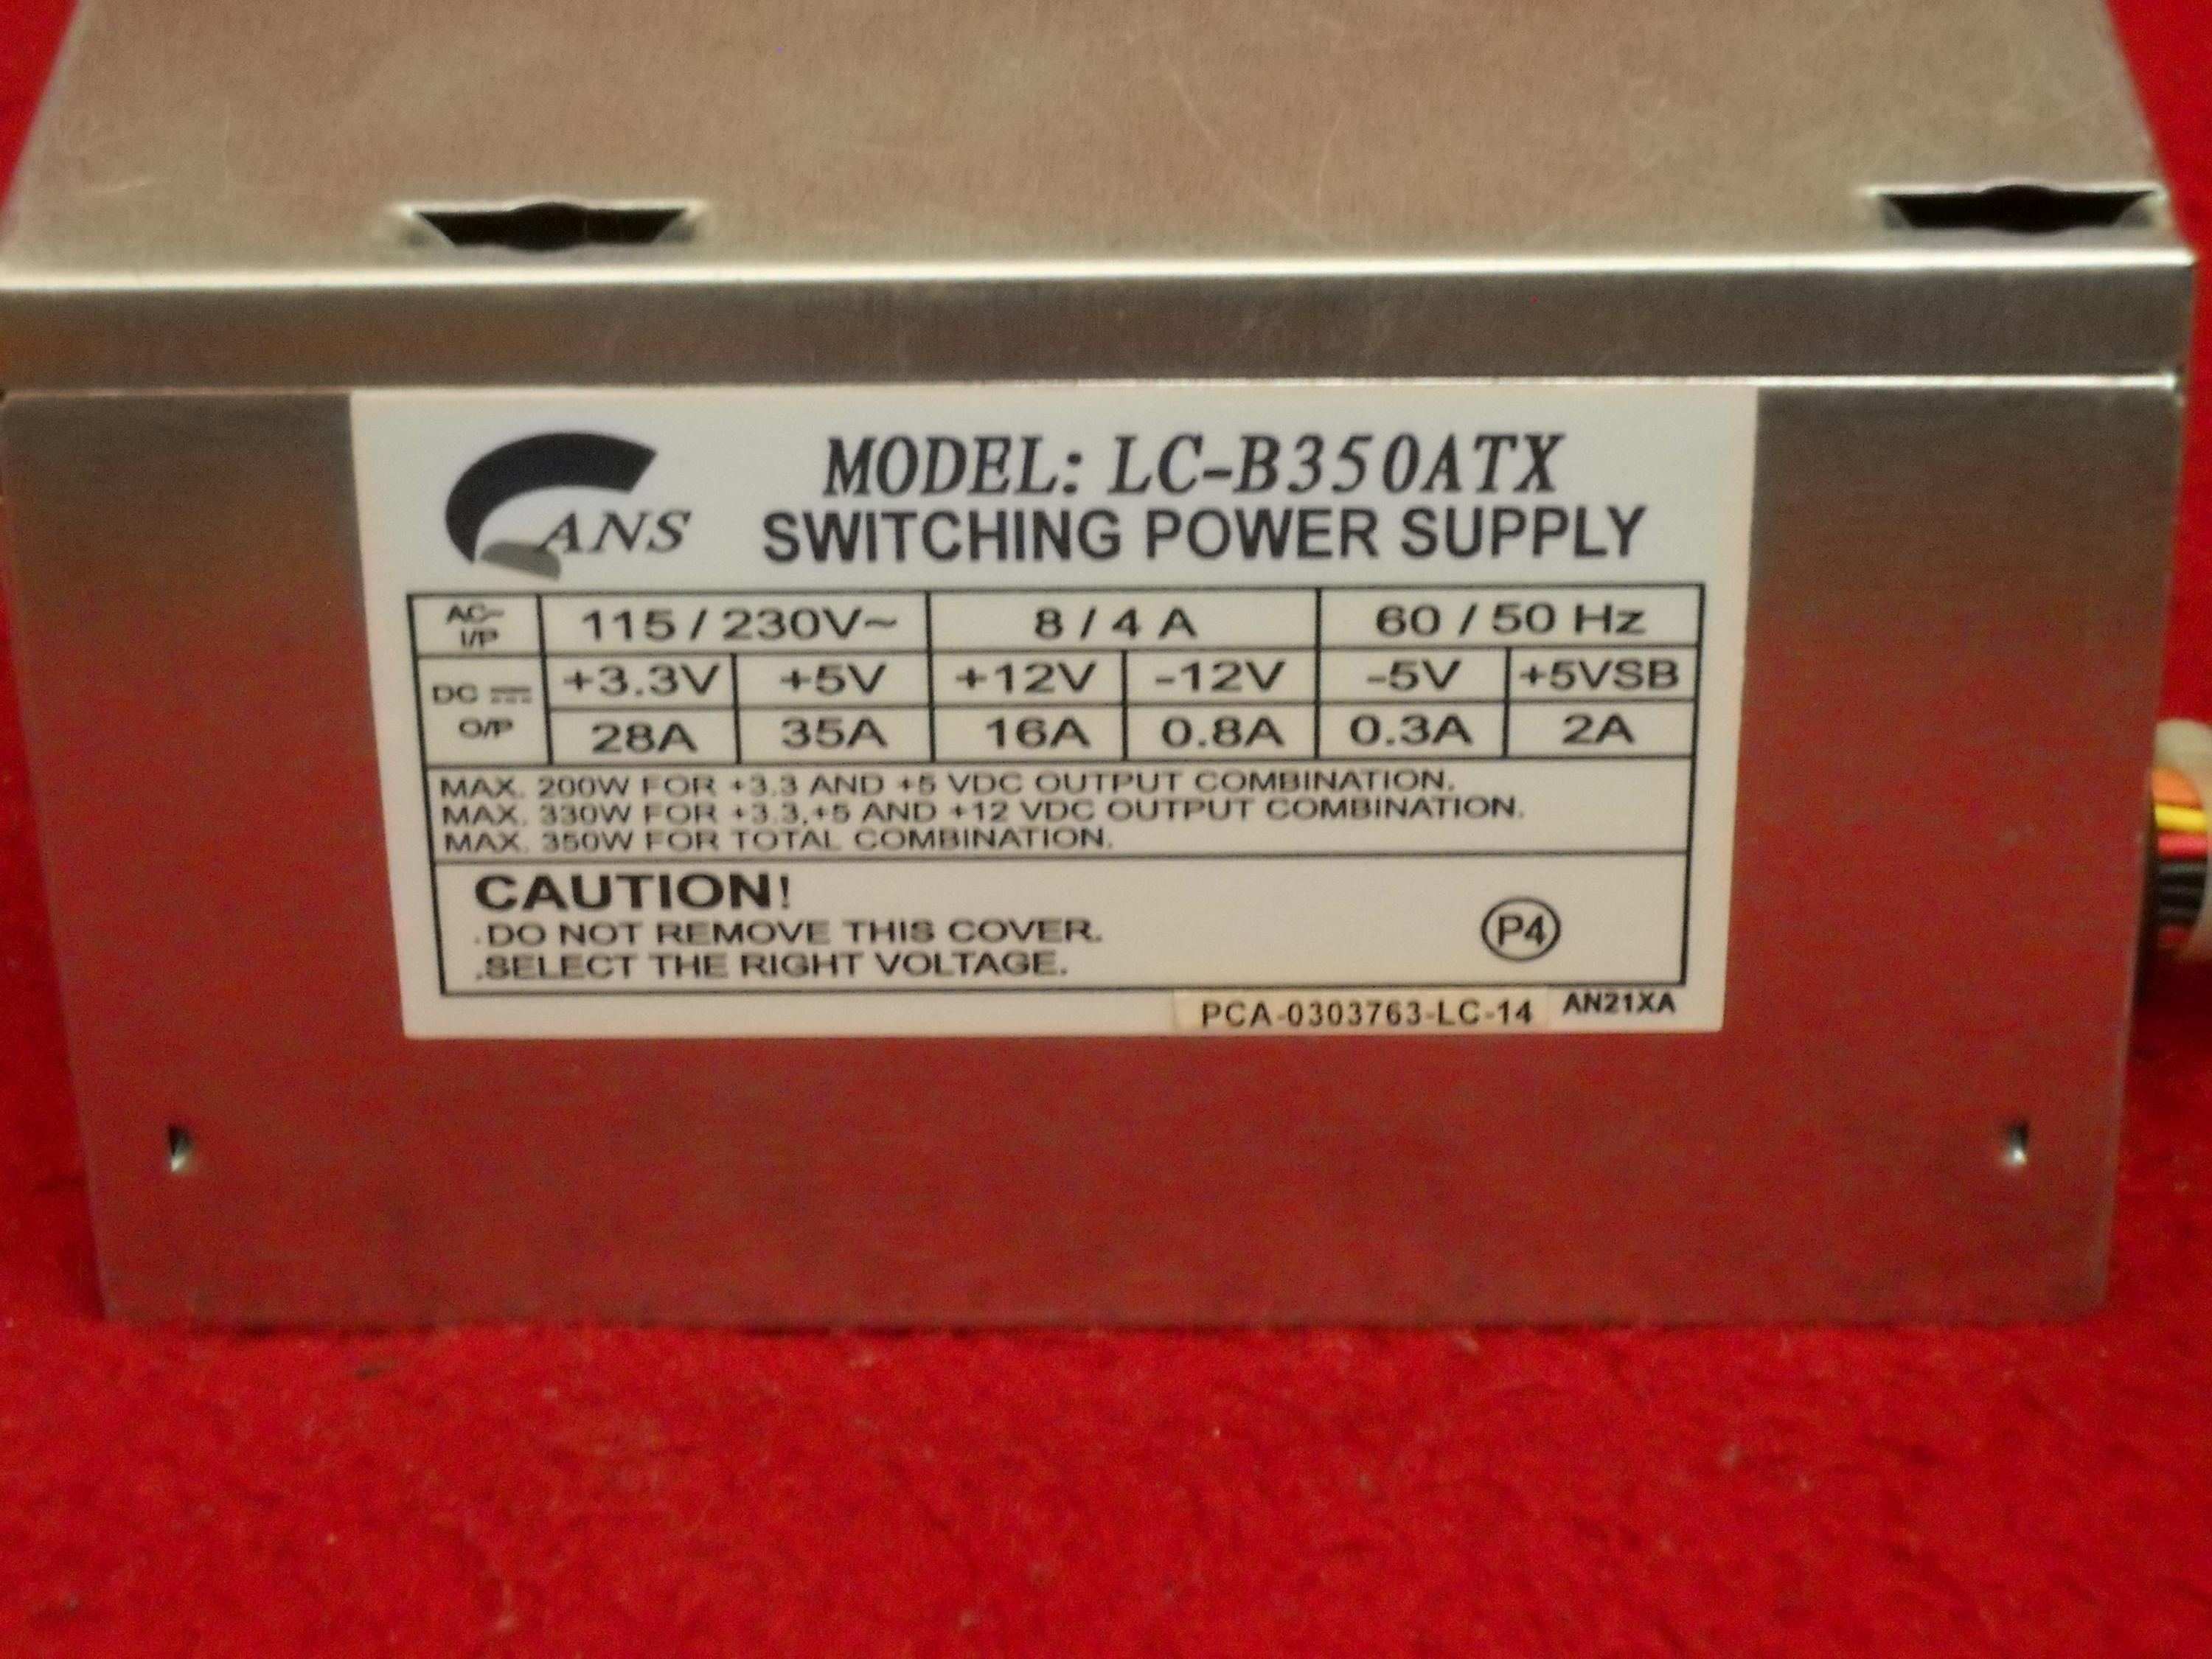 ANS
MODEL: LC-B350ATX
SWITCHING POWER SUPPLY
AC~ I/P 115 / 230V~ 8 / 4 A 60 / 50 Hz
DC O/P +3.3V +5V +12V -12V -5V +5VSB
28A 35A 16A 0.8A 0.3A 2A
MAX. 200W FOR +3.3 AND +5 VDC OUTPUT COMBINATION.
MAX. 330W FOR +3.3,+5 AND +12 VDC OUTPUT COMBINATION.
MAX. 350W FOR TOTAL COMBINATION.
CAUTION!
.DO NOT REMOVE THIS COVER.
.SELECT THE RIGHT VOLTAGE.
P4
PCA-0303763-LC-14 AN21XA